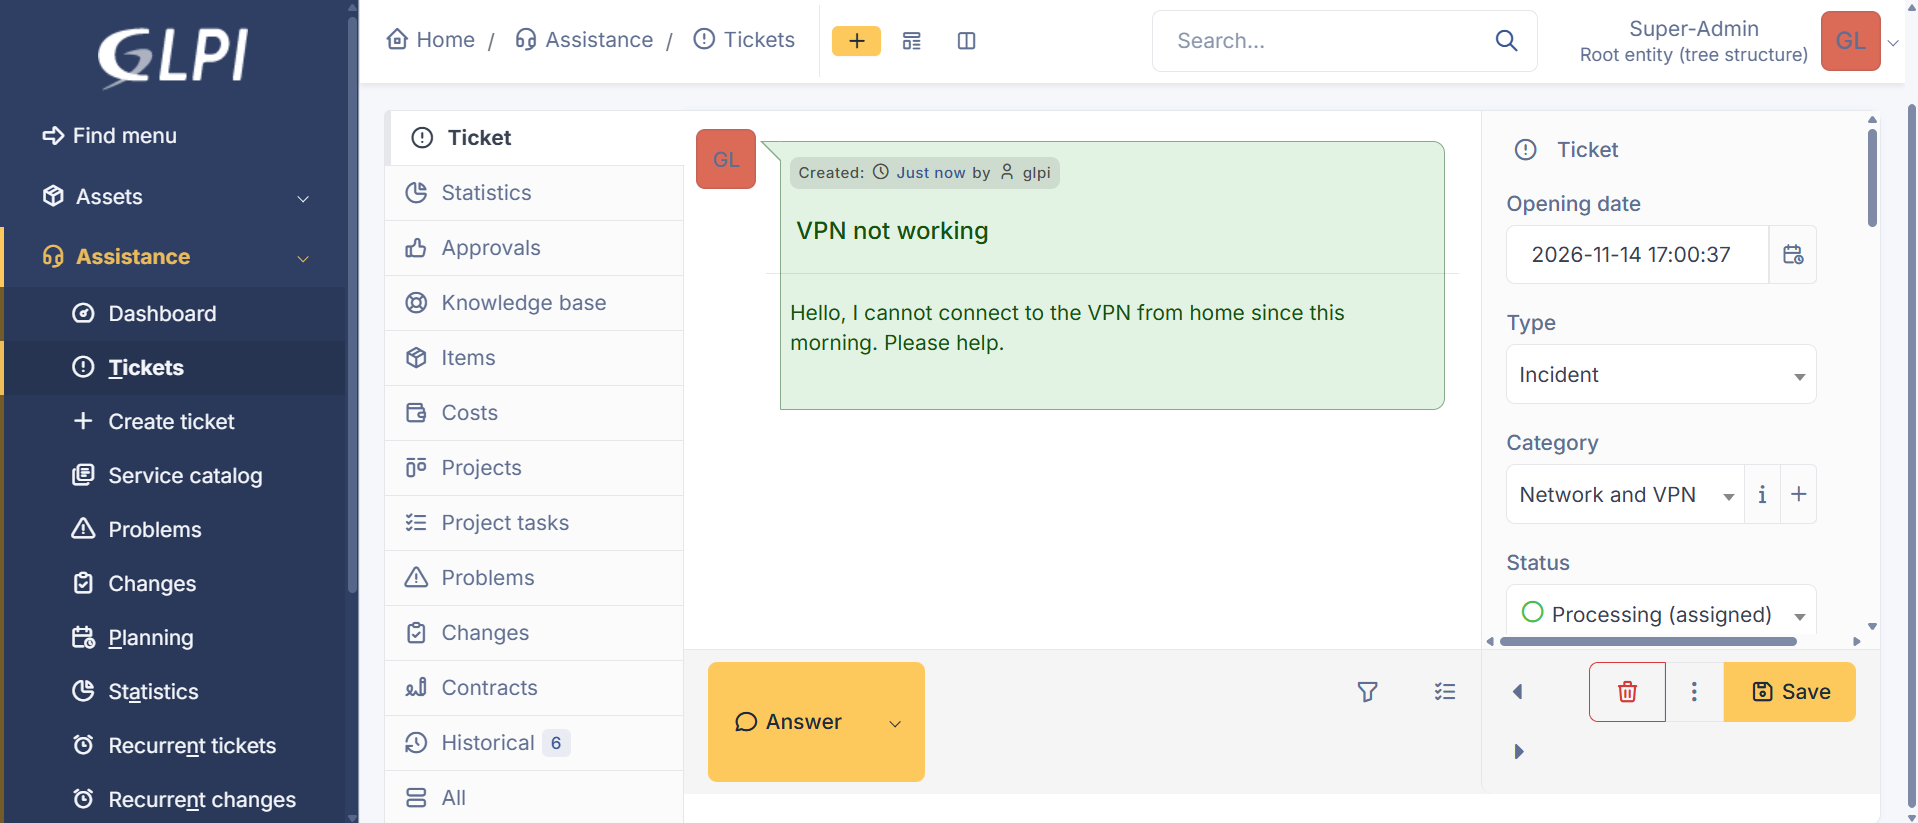 GLPI
Find menu
Assets
Assistance
Dashboard
Tickets
Create ticket
Service catalog
Problems
Changes
Planning
Statistics
Recurrent tickets
Recurrent changes
Home / Assistance / Tickets
Search...
Super-Admin
Root entity (tree structure)
GL
Ticket
Statistics
Approvals
Knowledge base
Items
Costs
Projects
Project tasks
Problems
Changes
Contracts
Historical 6
All
GL
Created: Just now by glpi
VPN not working
Hello, I cannot connect to the VPN from home since this
morning. Please help.
Answer
Ticket
Opening date
2026-11-14 17:00:37
Type
Incident
Category
Network and VPN
Status
Processing (assigned)
Save